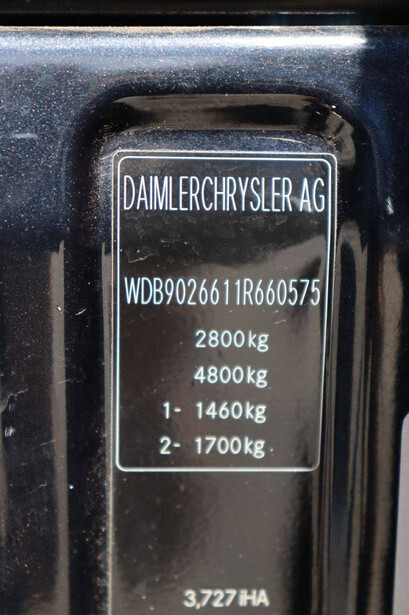 DAIMLERCHRYSLER AG
WDB9026611R660575
2800kg
4800kg
1- 1460kg
2- 1700kg
3,727 iHA